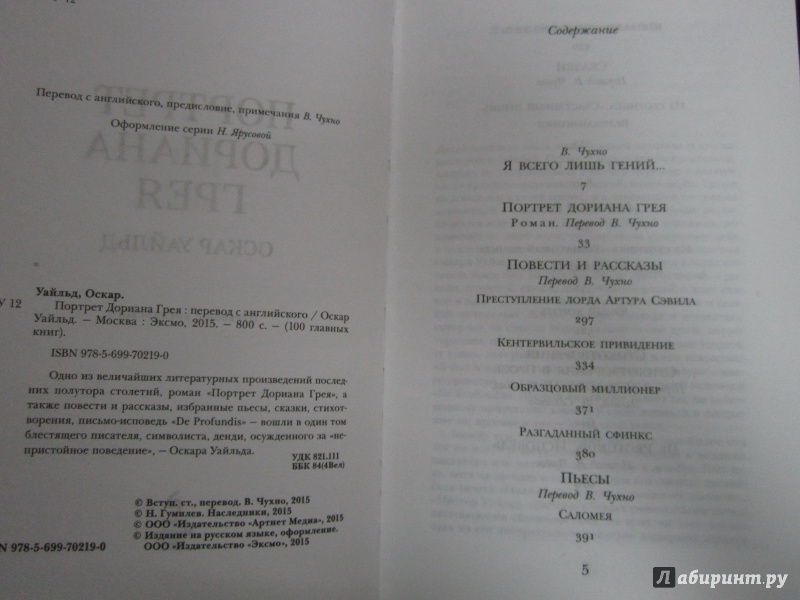 У 12
Перевод с английского, предисловие, примечания В. Чухно
Оформление серии Н. Ярусовой
Уайльд, Оскар.
У 12 Портрет Дориана Грея : перевод с английского / Оскар
Уайльд. — Москва : Эксмо, 2015. — 800 с. — (100 главных
книг).
ISBN 978-5-699-70219-0
Одно из величайших литературных произведений послед-
них полутора столетий, роман «Портрет Дориана Грея», а
также повести и рассказы, избранные пьесы, сказки, стихот-
ворения, письмо-исповедь «De Profundis» — вошли в один том
блестящего писателя, символиста, денди, осужденного за «не-
пристойное поведение», — Оскара Уайльда.
УДК 821.111
ББК 84(4Вел)
© Вступ. ст., перевод. В. Чухно, 2015
© Н. Гумилев. Наследники, 2015
© ООО «Издательство «Артнет Медиа», 2015
© Издание на русском языке, оформление.
ООО «Издательство «Эксмо», 2015
N 978-5-699-70219-0
Содержание
В. Чухно
Я ВСЕГО ЛИШЬ ГЕНИЙ...
7
ПОРТРЕТ ДОРИАНА ГРЕЯ
Роман. Перевод В. Чухно
33
ПОВЕСТИ И РАССКАЗЫ
Перевод В. Чухно
ПРЕСТУПЛЕНИЕ ЛОРДА АРТУРА СЭВИЛА
297
КЕНТЕРВИЛЬСКОЕ ПРИВИДЕНИЕ
334
ОБРАЗЦОВЫЙ МИЛЛИОНЕР
371
РАЗГАДАННЫЙ СФИНКС
380
ПЬЕСЫ
Перевод В. Чухно
САЛОМЕЯ
391
5
Лабиринт.ру